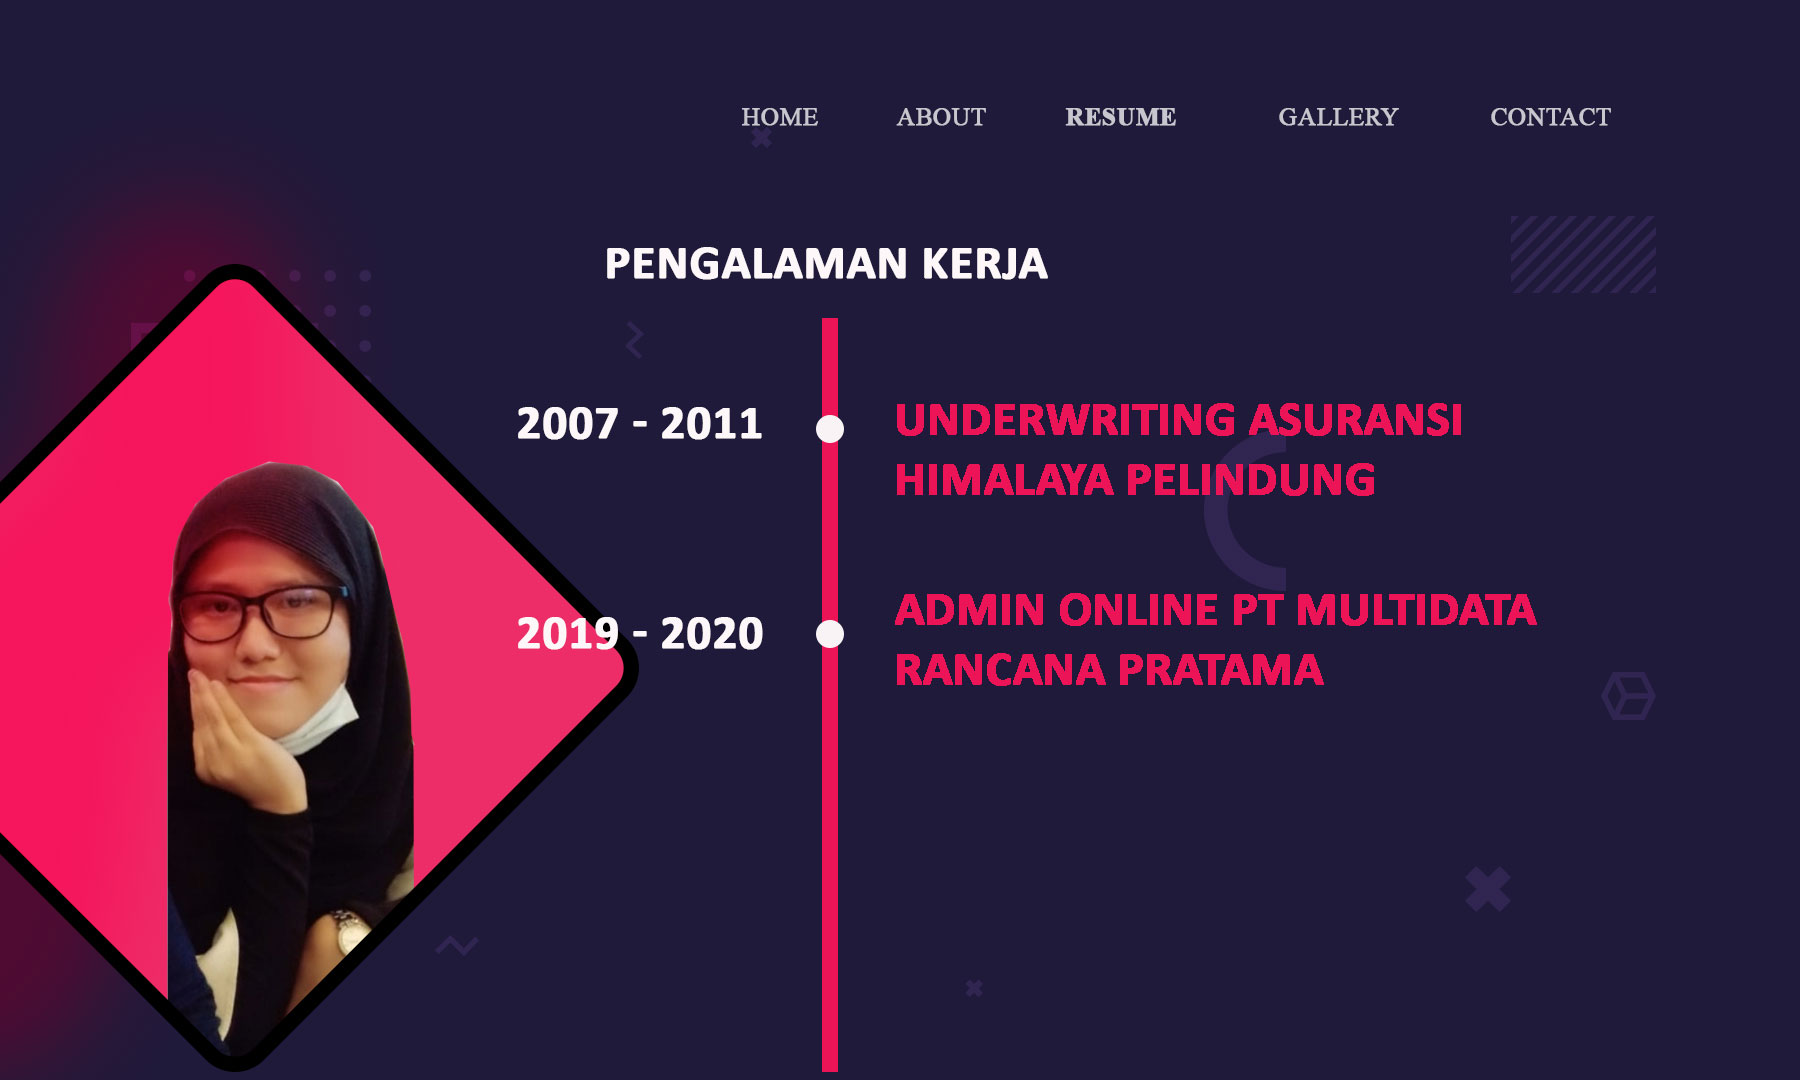 HOME ABOUT RESUME GALLERY CONTACT
PENGALAMAN KERJA
2007 - 2011
UNDERWRITING ASURANSI
HIMALAYA PELINDUNG
2019 - 2020
ADMIN ONLINE PT MULTIDATA
RANCANA PRATAMA